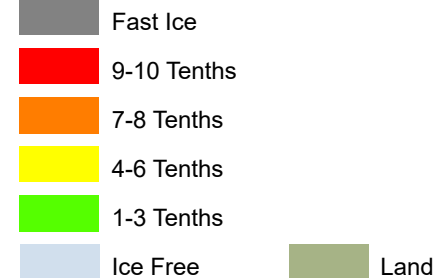 Fast Ice
9-10 Tenths
7-8 Tenths
4-6 Tenths
1-3 Tenths
Ice Free Land